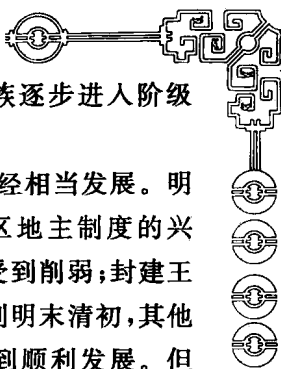 族逐步进入阶级
经相当发展。明
区地主制度的兴
受到削弱;封建王
到明末清初,其他
到顺利发展。但